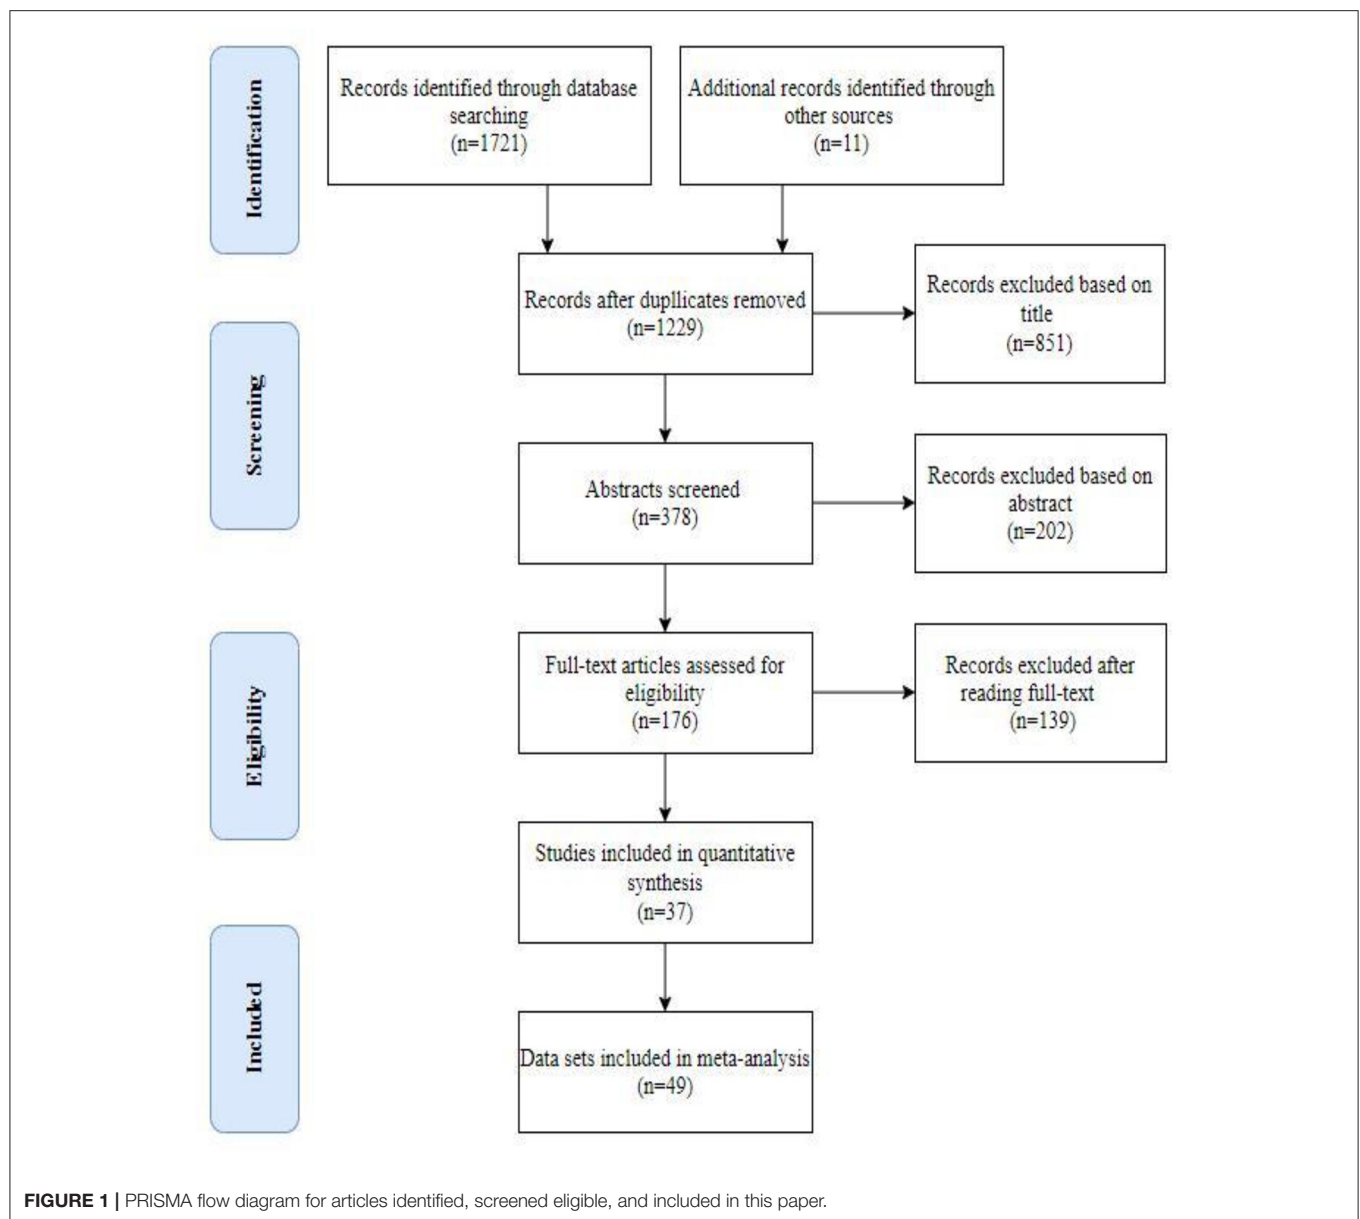 Identification
Records identified through database
searching
(n=1721)
Additional records identified through
other sources
(n=11)
Records after dupllicates removed
(n=1229)
Records excluded based on
title
(n=851)
Screening
Abstracts screened
(n=378)
Records excluded based on
abstract
(n=202)
Eligibility
Full-text articles assessed for
eligibility
(n=176)
Records excluded after
reading full-text
(n=139)
Studies included in quantitative
synthesis
(n=37)
Included
Data sets included in meta-analysis
(n=49)
FIGURE 1 | PRISMA flow diagram for articles identified, screened eligible, and included in this paper.